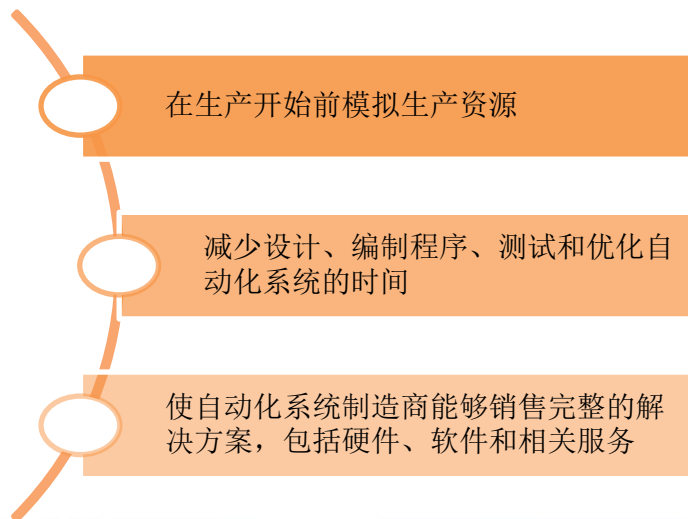 在生产开始前模拟生产资源
减少设计、编制程序、测试和优化自
动化系统的时间
使自动化系统制造商能够销售完整的解
决方案，包括硬件、软件和相关服务